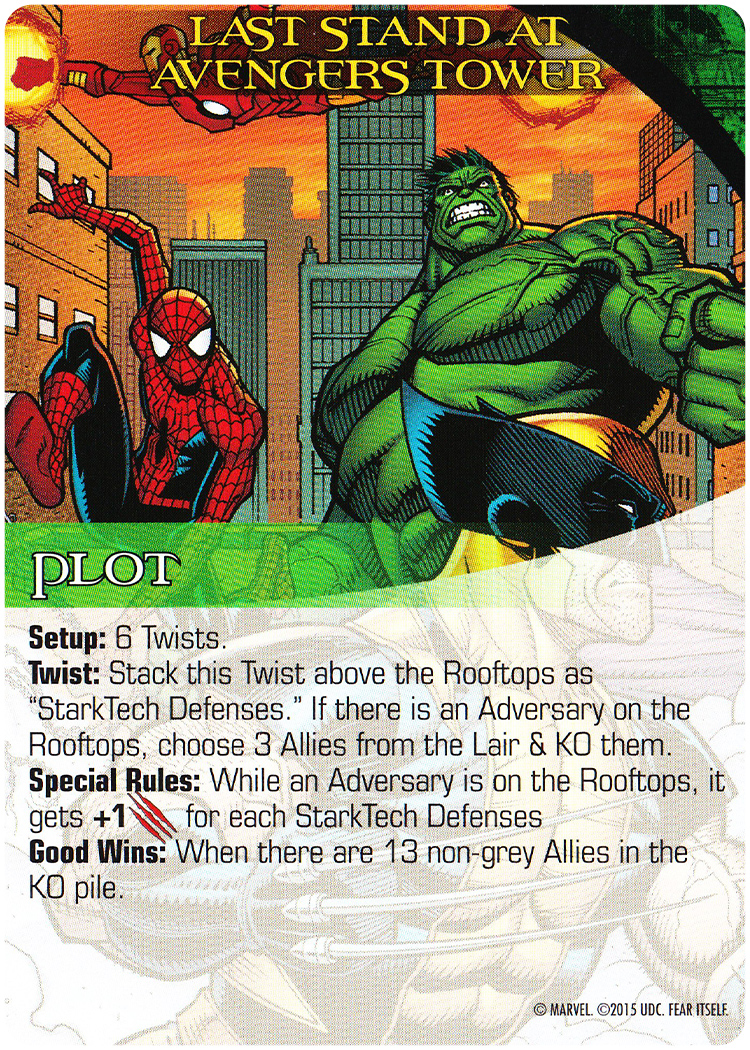 LAST STAND AT
AVENGERS TOWER
PLOT
Setup: 6 Twists.
Twist: Stack this Twist above the Rooftops as
“StarkTech Defenses.” If there is an Adversary on the
Rooftops, choose 3 Allies from the Lair & KO them.
Special Rules: While an Adversary is on the Rooftops, it
gets +1 for each StarkTech Defenses
Good Wins: When there are 13 non-grey Allies in the
KO pile.
© MARVEL. ©2015 UDC. FEAR ITSELF.